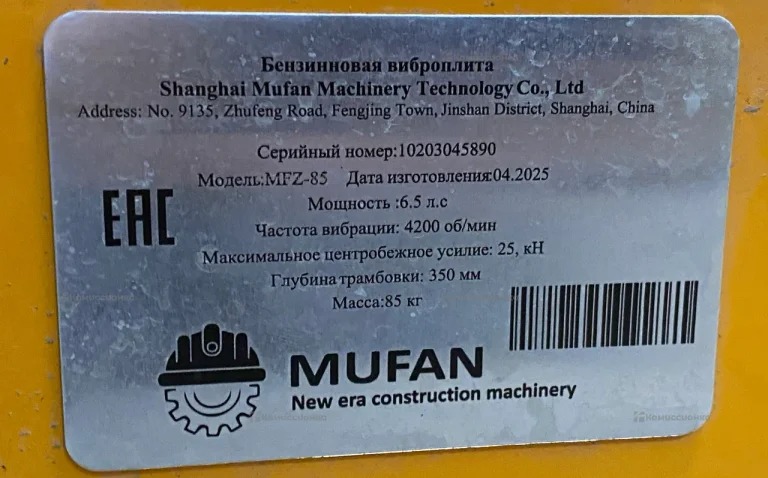 Бензинновая виброплита
Shanghai Mufan Machinery Technology Co., Ltd
Address: No. 9135, Zhufeng Road, Fengjing Town, Jinshan District, Shanghai, China
Серийный номер:10203045890
Модель:MFZ-85 Дата изготовления:04.2025
Мощность :6.5 л.с
Частота вибрации: 4200 об/мин
Максимальное центробежное усилие: 25, кН
Глубина трамбовки: 350 мм
Масса:85 кг
EAC
MUFAN
New era construction machinery
Комиссионка